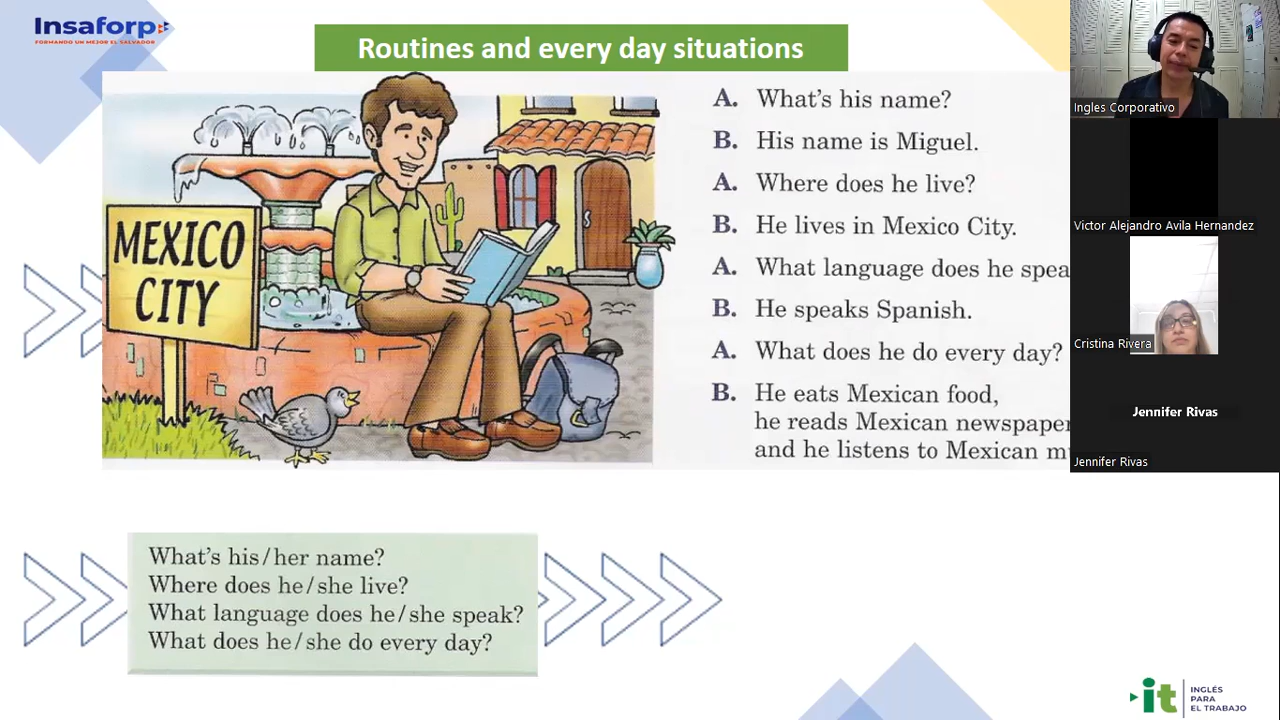 Insaforp
FORMANDO UN MEJOR EL SALVADOR
Routines and every day situations
MEXICO
CITY
A. What's his name?
B. His name is Miguel.
A. Where does he live?
B. He lives in Mexico City.
A. What language does he spea
B. He speaks Spanish.
A. What does he do every day?
B. He eats Mexican food,
he reads Mexican newspaper
and he listens to Mexican m
What's his/her name?
Where does he/she live?
What language does he/she speak?
What does he/she do every day?
Ingles Corporativo
Victor Alejandro Avila Hernandez
Cristina Rivera
Jennifer Rivas
Jennifer Rivas
it
INGLÉS
PARA
EL TRABAJO